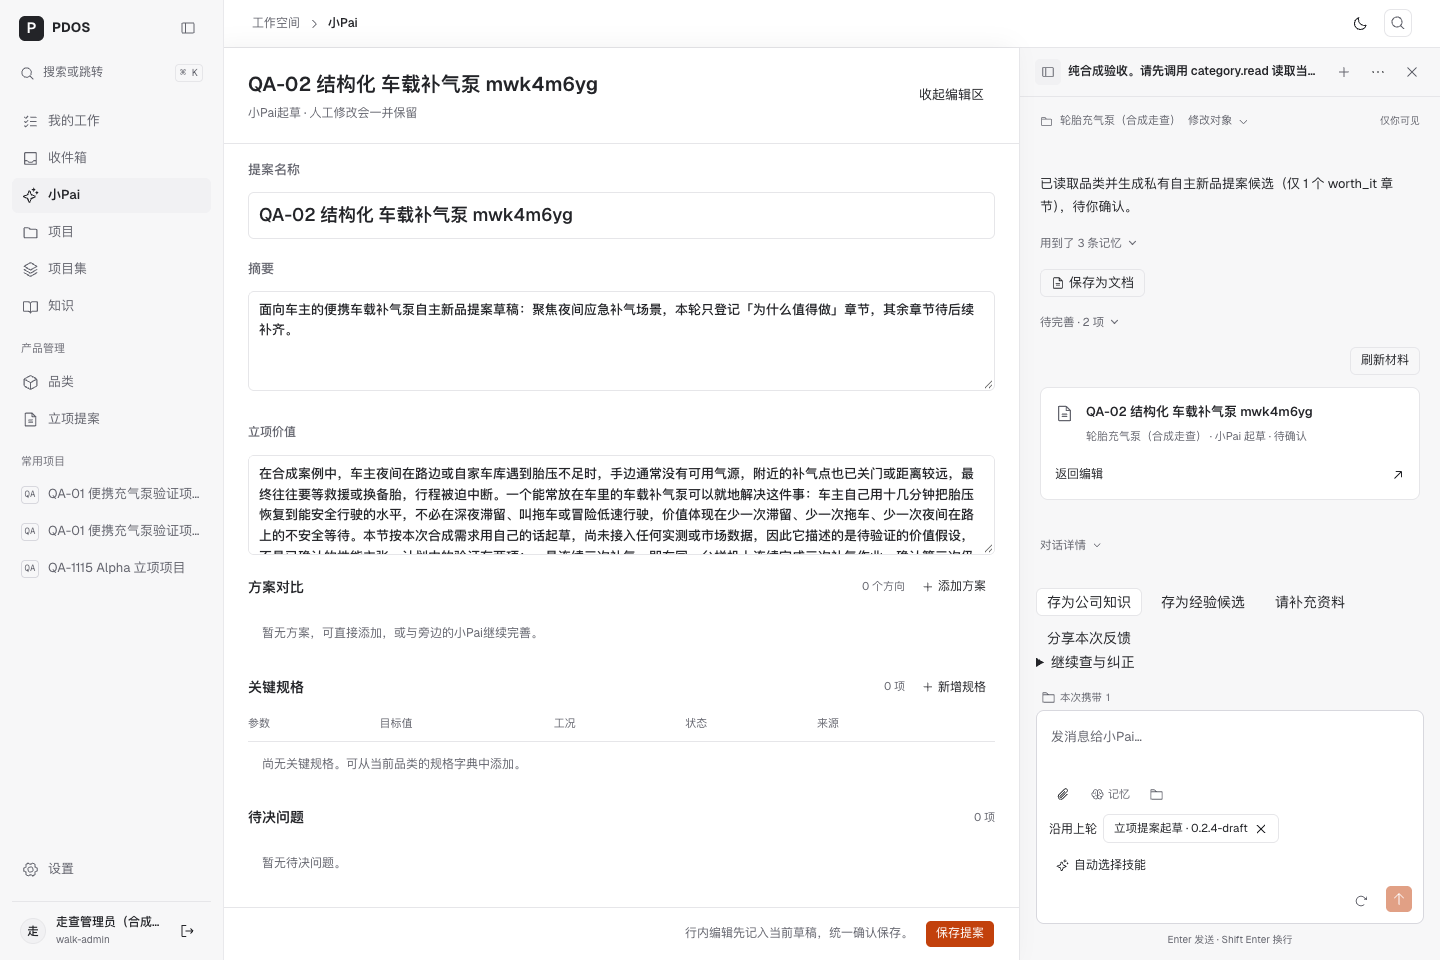 P PDOS
搜索或跳转 ⌘ K
我的工作
收件箱
小Pai
项目
项目集
知识
产品管理
品类
立项提案
常用项目
QA QA-01 便携充气泵验证项...
QA QA-01 便携充气泵验证项...
QA QA-1115 Alpha 立项项目
设置
走 走查管理员（合成...
walk-admin
工作空间 > 小Pai
QA-02 结构化 车载补气泵 mwk4m6yg
小Pai起草 · 人工修改会一并保留
收起编辑区
提案名称
QA-02 结构化 车载补气泵 mwk4m6yg
摘要
面向车主的便携车载补气泵自主新品提案草稿：聚焦夜间应急补气场景，本轮只登记「为什么值得做」章节，其余章节待后续
补齐。
立项价值
在合成案例中，车主夜间在路边或自家车库遇到胎压不足时，手边通常没有可用气源，附近的补气点也已关门或距离较远，最
终往往要等救援或换备胎，行程被迫中断。一个能常放在车里的车载补气泵可以就地解决这件事：车主自己用十几分钟把胎压
恢复到能安全行驶的水平，不必在深夜滞留、叫拖车或冒险低速行驶，价值体现在少一次滞留、少一次拖车、少一次夜间在路
上的不安全等待。本节按本次合成需求用自己的话起草，尚未接入任何实测或市场数据，因此它描述的是待验证的价值假设，
方案对比 0 个方向 + 添加方案
暂无方案，可直接添加，或与旁边的小Pai继续完善。
关键规格 0 项 + 新增规格
参数 目标值 工况 状态 来源
尚无关键规格。可从当前品类的规格字典中添加。
待决问题 0 项
暂无待决问题。
行内编辑先记入当前草稿，统一确认保存。 保存提案
纯合成验收。请先调用 category.read 读取当...
轮胎充气泵（合成走查） 修改对象 仅你可见
已读取品类并生成私有自主新品提案候选（仅 1 个 worth_it 章
节），待你确认。
用到了 3 条记忆
保存为文档
待完善 · 2 项
刷新材料
QA-02 结构化 车载补气泵 mwk4m6yg
轮胎充气泵（合成走查） · 小Pai 起草 · 待确认
返回编辑
对话详情
存为公司知识 存为经验候选 请补充资料
分享本次反馈
继续查与纠正
本次携带 1
发消息给小Pai...
记忆
沿用上轮 立项提案起草 · 0.2.4-draft
自动选择技能
Enter 发送 · Shift Enter 换行